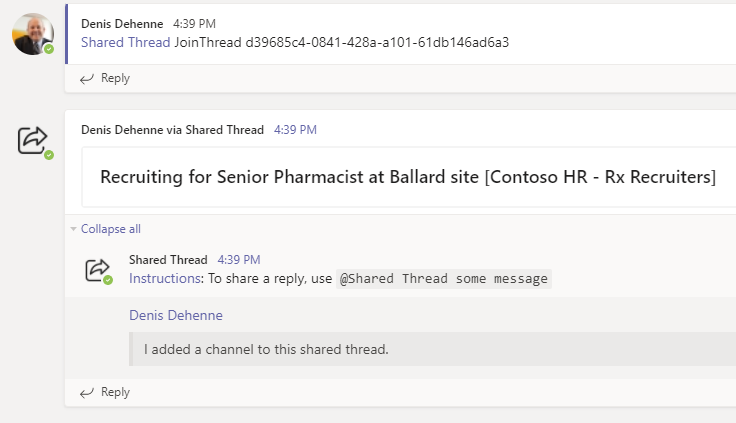 Denis Dehenne 4:39 PM
Shared Thread JoinThread d39685c4-0841-428a-a101-61db146ad6a3
Reply
Denis Dehenne via Shared Thread 4:39 PM
Recruiting for Senior Pharmacist at Ballard site [Contoso HR - Rx Recruiters]
Collapse all
Shared Thread 4:39 PM
Instructions: To share a reply, use @Shared Thread some message
Denis Dehenne
I added a channel to this shared thread.
Reply